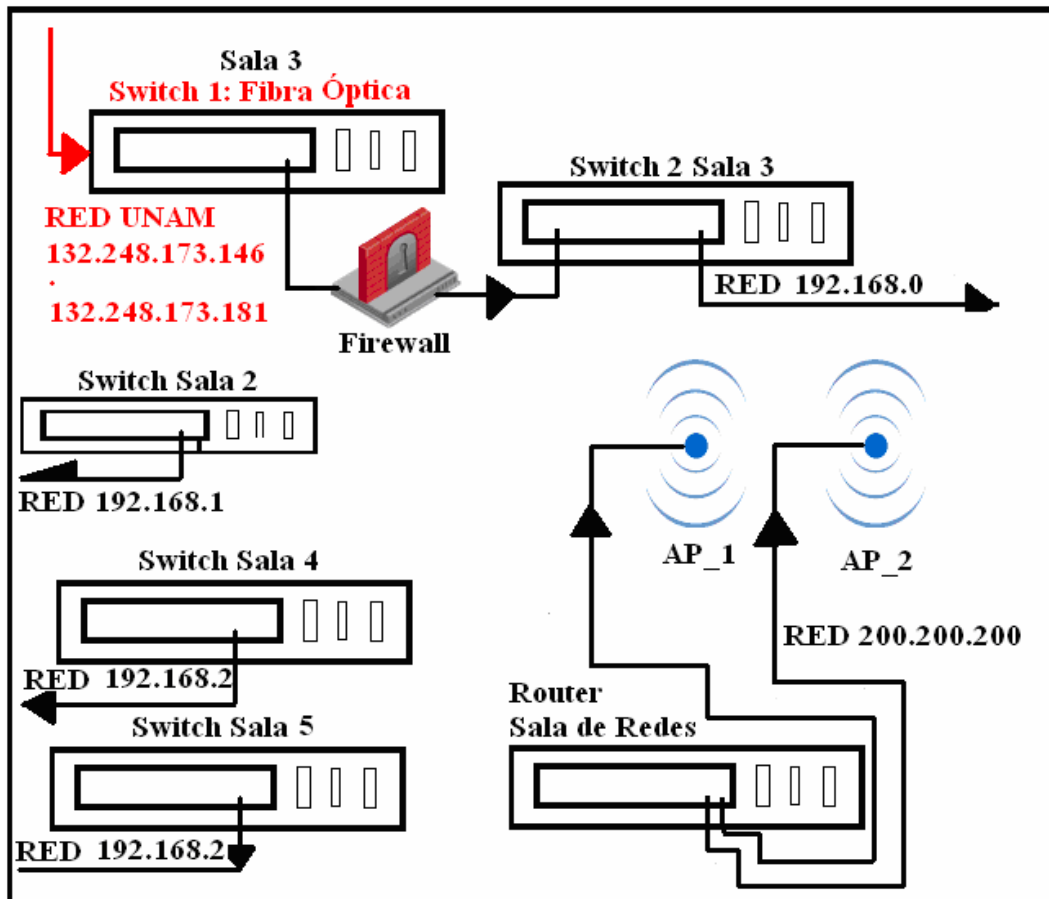 Sala 3
Switch 1: Fibra Óptica
Switch 2 Sala 3
RED UNAM
132.248.173.146
.
132.248.173.181
RED 192.168.0
Firewall
Switch Sala 2
RED 192.168.1
AP_1
AP_2
Switch Sala 4
RED 192.168.2
RED 200.200.200
Router
Sala de Redes
Switch Sala 5
RED 192.168.2